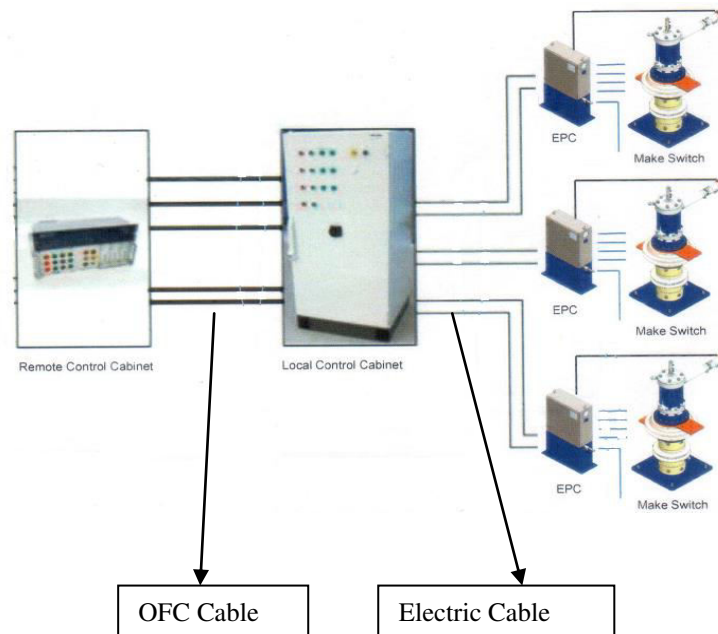 EPC
Make Switch
EPC
Make Switch
Remote Control Cabinet
Local Control Cabinet
EPC
Make Switch
OFC Cable
Electric Cable